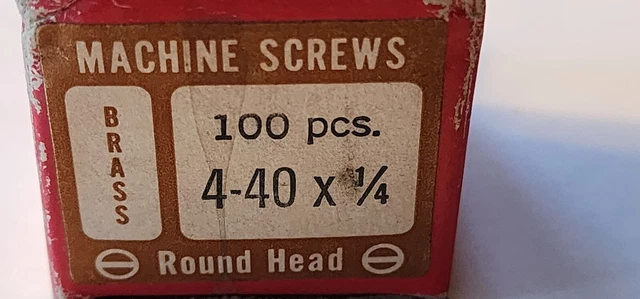 MACHINE SCREWS
BRASS
100 pcs.
4-40 x 1/4
Round Head